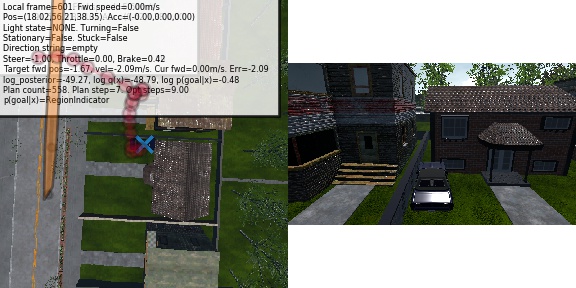 Local frame=601. Fwd speed=0.00m/s
Pos=(18.02,56.21,38.35). Acc=(-0.00,0.00,0.00)
Light state=NONE. Turning=False
Stationary=False. Stuck=False
Direction string=empty
Steer=-1.00, Throttle=0.00, Brake=0.42
Target fwd pos=-1.67, vel=-2.09m/s. Cur fwd=0.00m/s. Err=-2.09
log_posterior=-49.27, log q(x)=-48.79, log p(goal|x)=-0.48
Plan count=558. Plan step=7. Opt steps=9.00
p(goal|x)=RegionIndicator